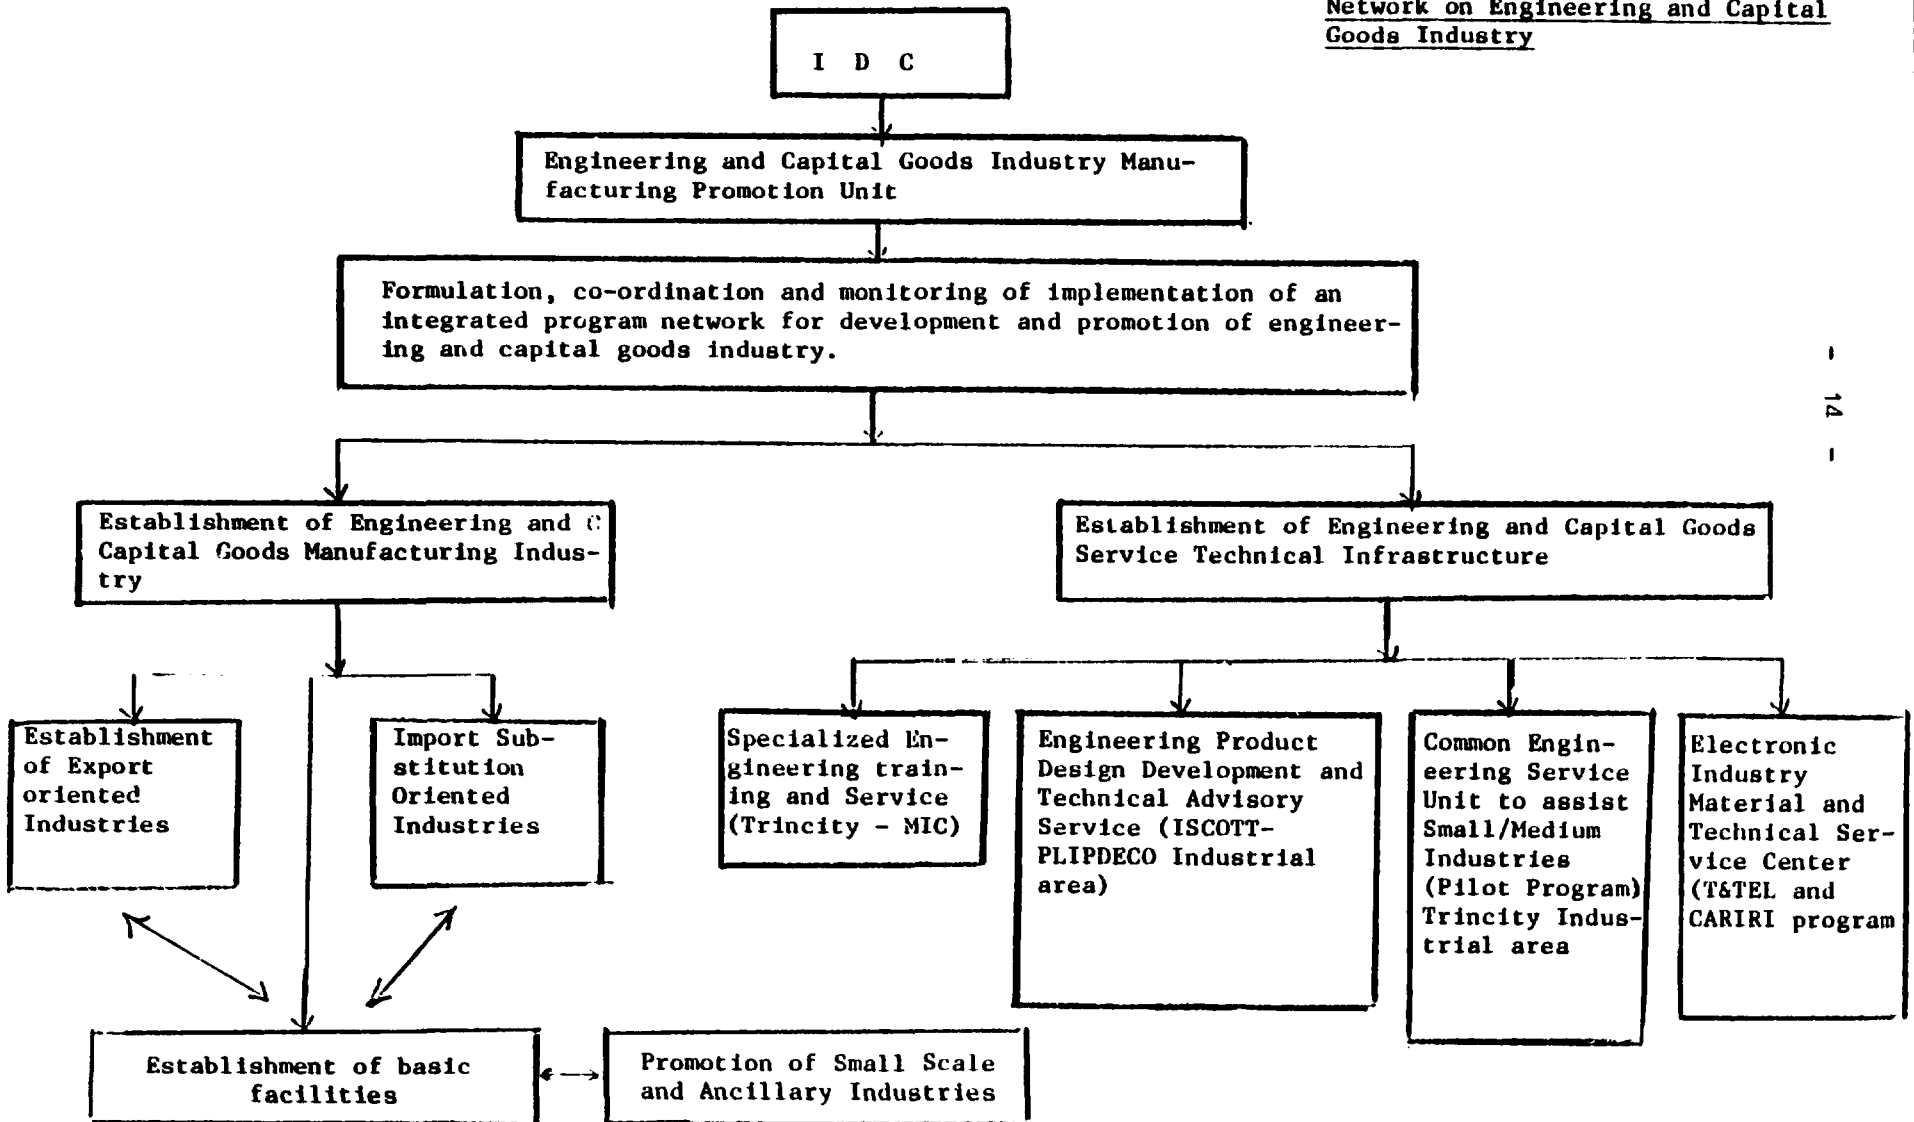 Network on Engineering and Capital
Goods Industry
I D C
Engineering and Capital Goods Industry Manu-
facturing Promotion Unit
Formulation, co-ordination and monitoring of implementation of an
integrated program network for development and promotion of engineer-
ing and capital goods industry.
- 14 -
Establishment of Engineering and C
Capital Goods Manufacturing Indus-
try
Establishment of Engineering and Capital Goods
Service Technical Infrastructure
Establishment
of Export
oriented
Industries
Import Sub-
stitution
Oriented
Industries
Specialized En-
gineering train-
ing and Service
(Trincity - MIC)
Engineering Product
Design Development and
Technical Advisory
Service (ISCOTT-
PLIPDECO Industrial
area)
Common Engin-
eering Service
Unit to assist
Small/Medium
Industries
(Pilot Program)
Trincity Indus-
trial area
Electronic
Industry
Material and
Technical Ser-
vice Center
(T&TEL and
CARIRI program
Establishment of basic
facilities
Promotion of Small Scale
and Ancillary Industries